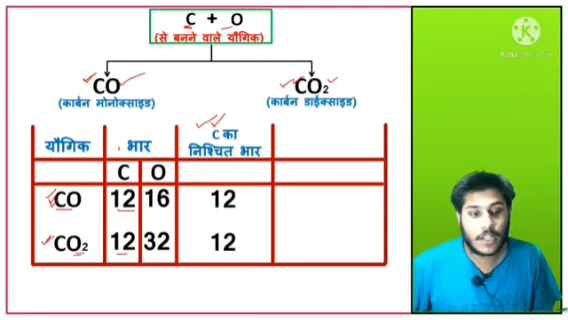 C + O
(से बनने वाले यौगिक)
CO CO₂
(कार्बन मोनोक्साइड) (कार्बन डाईक्साइड)
यौगिक भार C का
निश्चित भार
C O
CO 12 16 12
CO₂ 12 32 12